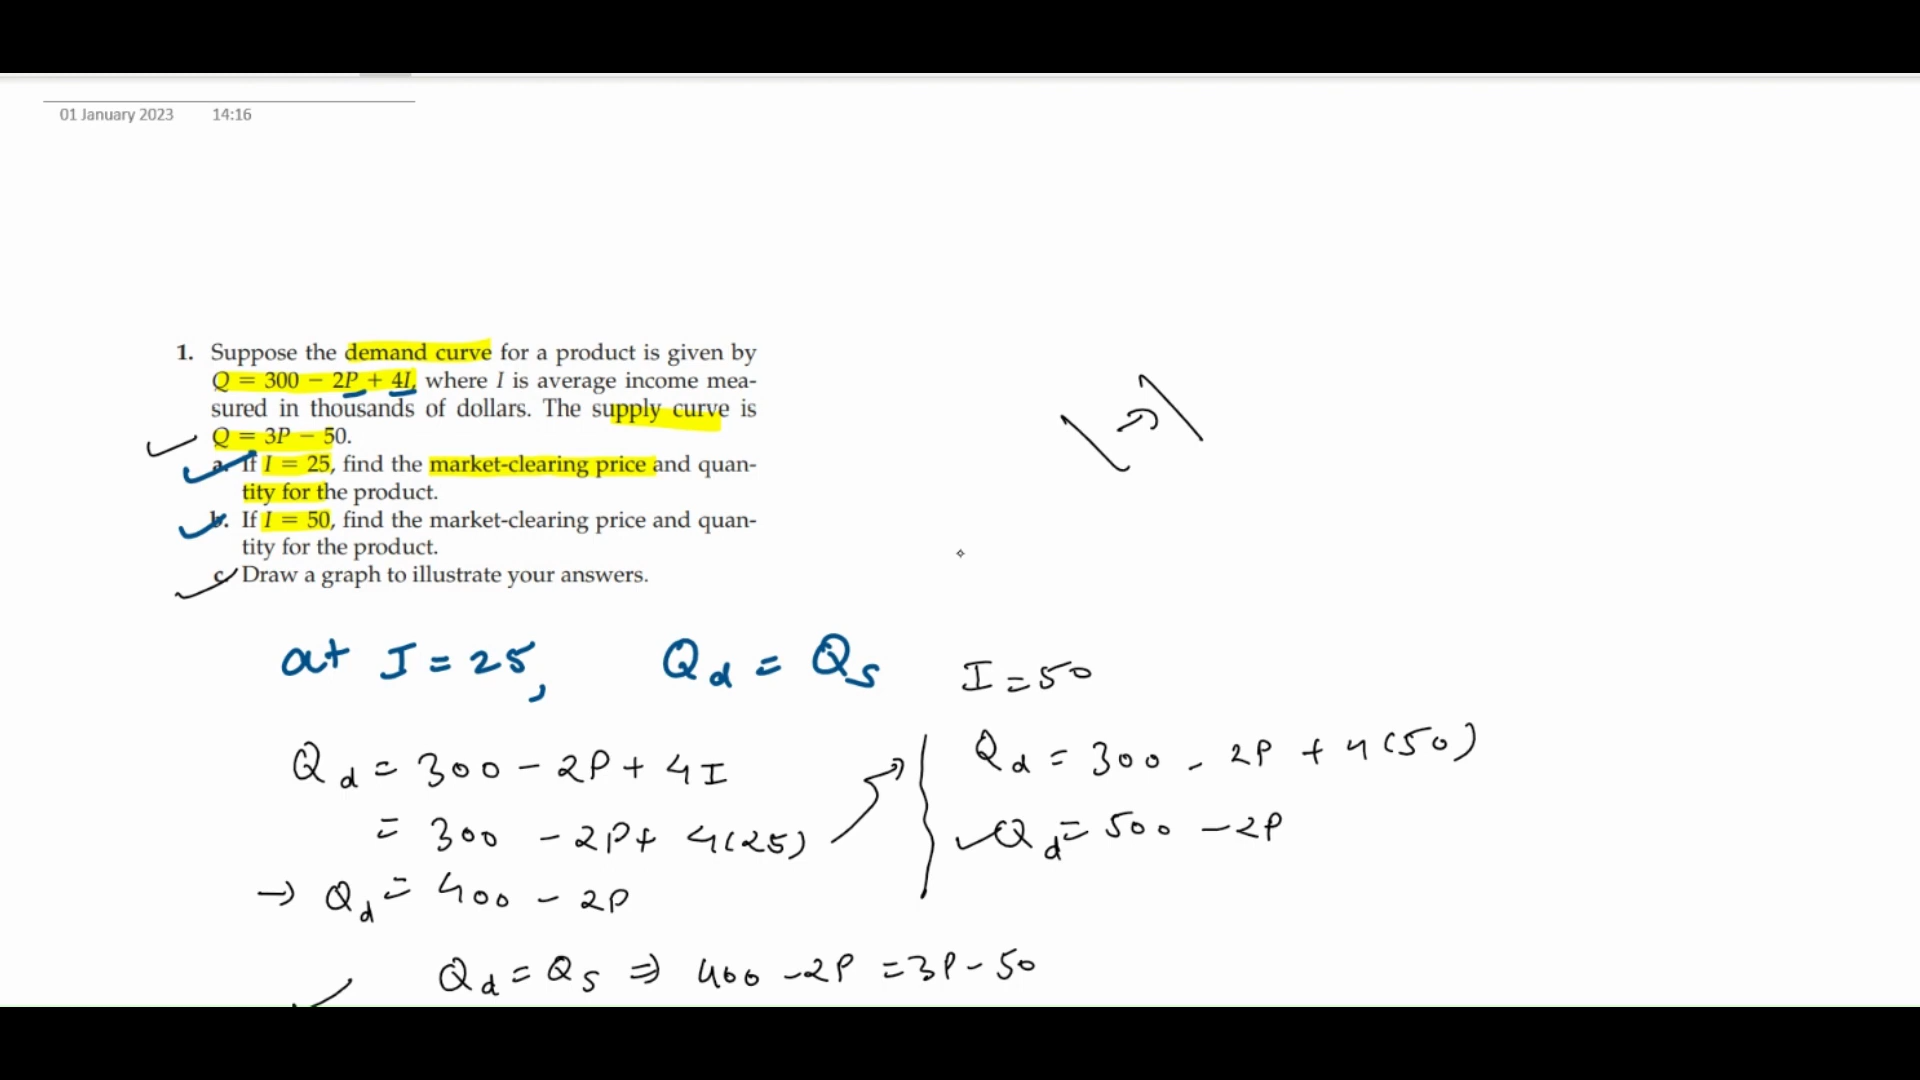 01 January 2023 14:16
1. Suppose the demand curve for a product is given by
Q = 300 − 2P + 4I, where I is average income mea-
sured in thousands of dollars. The supply curve is
Q = 3P − 50.
a. If I = 25, find the market-clearing price and quan-
tity for the product.
b. If I = 50, find the market-clearing price and quan-
tity for the product.
c. Draw a graph to illustrate your answers.
at I = 25, Qd = Qs
Qd = 300 − 2P + 4I
= 300 − 2P + 4(25)
→ Qd = 400 − 2P
Qd = Qs ⇒ 400 − 2P = 3P − 50
I = 50
Qd = 300 − 2P + 4(50)
Qd = 500 − 2P